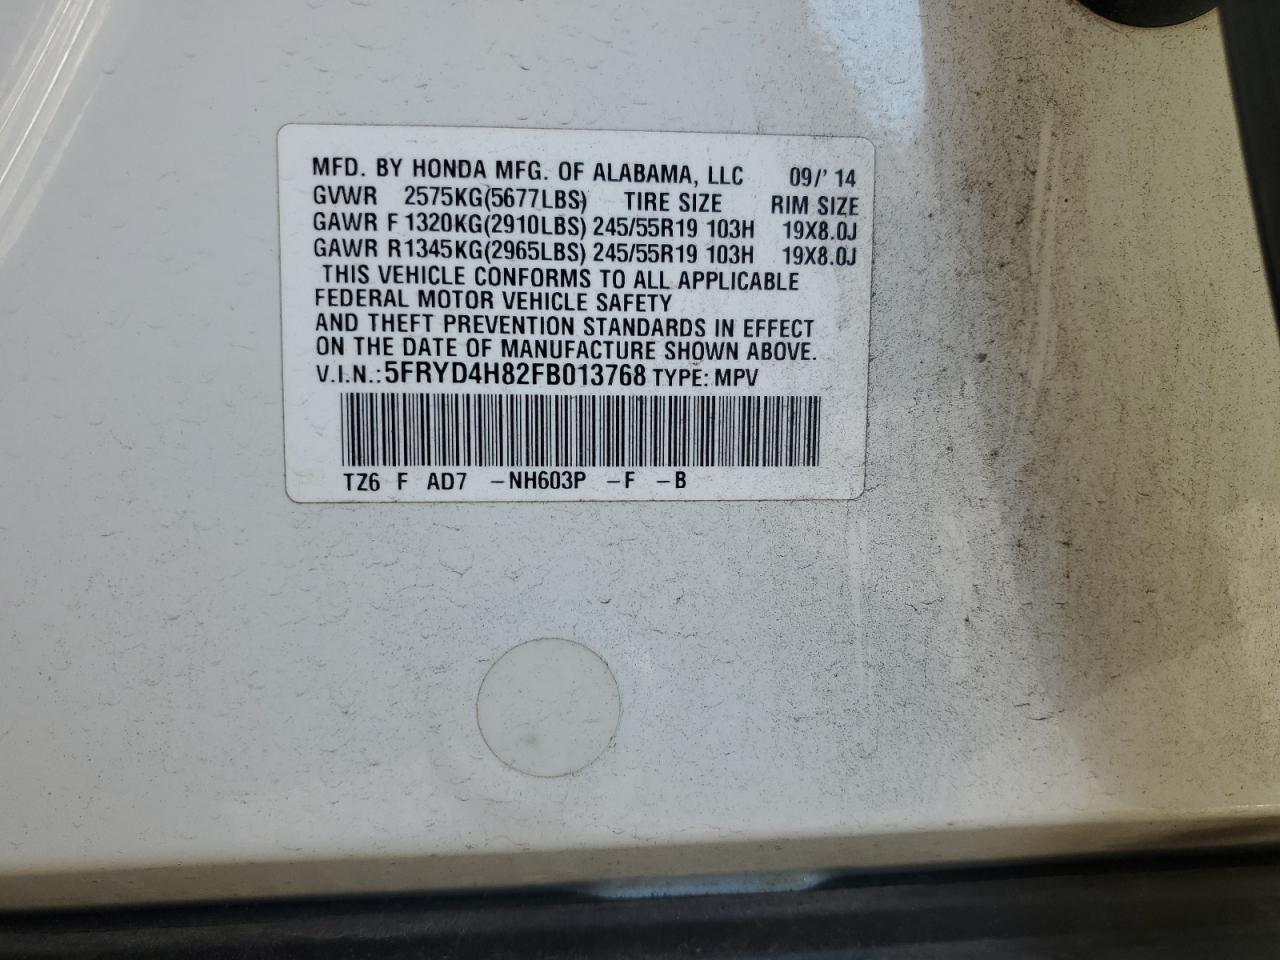 MFD. BY HONDA MFG. OF ALABAMA, LLC 09/'14
GVWR 2575KG(5677LBS) TIRE SIZE RIM SIZE
GAWR F 1320KG(2910LBS) 245/55R19 103H 19X8.0J
GAWR R1345KG(2965LBS) 245/55R19 103H 19X8.0J
THIS VEHICLE CONFORMS TO ALL APPLICABLE
FEDERAL MOTOR VEHICLE SAFETY
AND THEFT PREVENTION STANDARDS IN EFFECT
ON THE DATE OF MANUFACTURE SHOWN ABOVE.
V.I.N.: 5FRYD4H82FB013768 TYPE: MPV
TZ6 F AD7 -NH603P -F -B